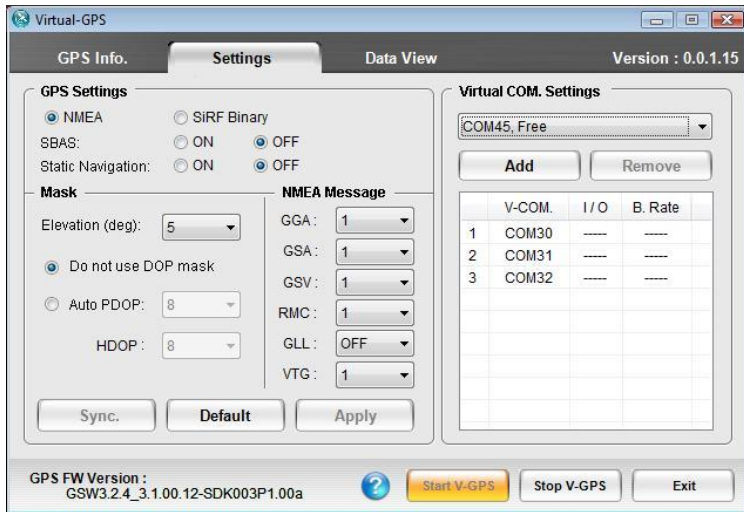 Virtual-GPS
GPS Info. Settings Data View Version : 0.0.1.15
GPS Settings
NMEA SiRF Binary
SBAS: ON OFF
Static Navigation: ON OFF
Mask
Elevation (deg): 5
Do not use DOP mask
Auto PDOP: 8
HDOP : 8
NMEA Message
GGA : 1
GSA : 1
GSV : 1
RMC : 1
GLL : OFF
VTG : 1
Sync. Default Apply
Virtual COM. Settings
COM45, Free
Add Remove
V-COM. I / O B. Rate
1 COM30 ----- -----
2 COM31 ----- -----
3 COM32 ----- -----
GPS FW Version :
GSW3.2.4_3.1.00.12-SDK003P1.00a
? Start V-GPS Stop V-GPS Exit